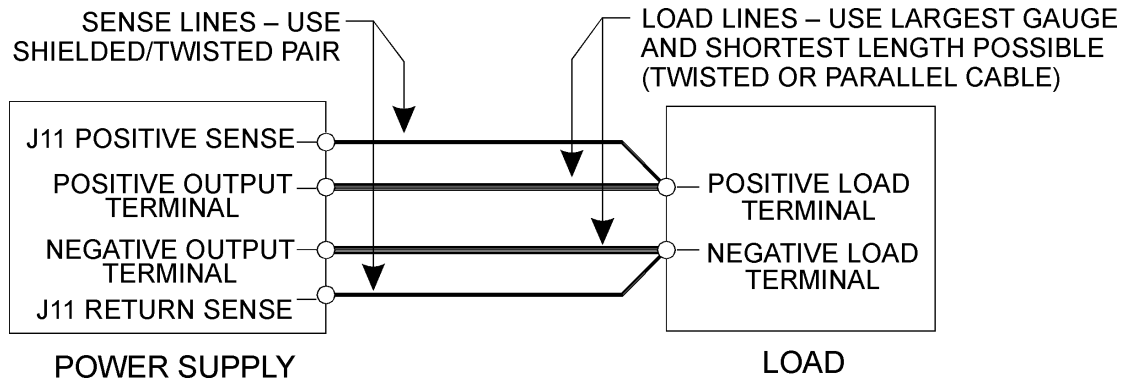 SENSE LINES – USE
SHIELDED/TWISTED PAIR
LOAD LINES – USE LARGEST GAUGE
AND SHORTEST LENGTH POSSIBLE
(TWISTED OR PARALLEL CABLE)
J11 POSITIVE SENSE
POSITIVE OUTPUT
TERMINAL
NEGATIVE OUTPUT
TERMINAL
J11 RETURN SENSE
POSITIVE LOAD
TERMINAL
NEGATIVE LOAD
TERMINAL
POWER SUPPLY
LOAD